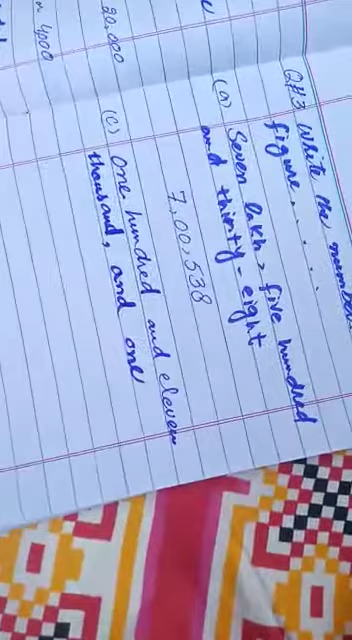 20,000
4000
Q#3 Write the number
figure......
(a) Seven lakh, five hundred
and thirty-eight
7,00,538
(c) One hundred and eleven
thousand, and one